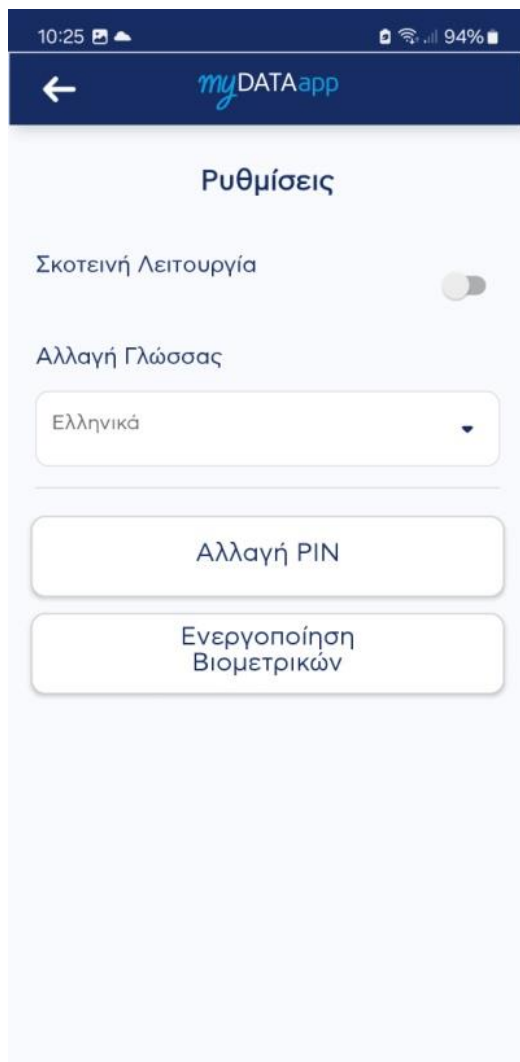 10:25 94%
myDATAapp
Ρυθμίσεις
Σκοτεινή Λειτουργία
Αλλαγή Γλώσσας
Ελληνικά
Αλλαγή PIN
Ενεργοποίηση
Βιομετρικών